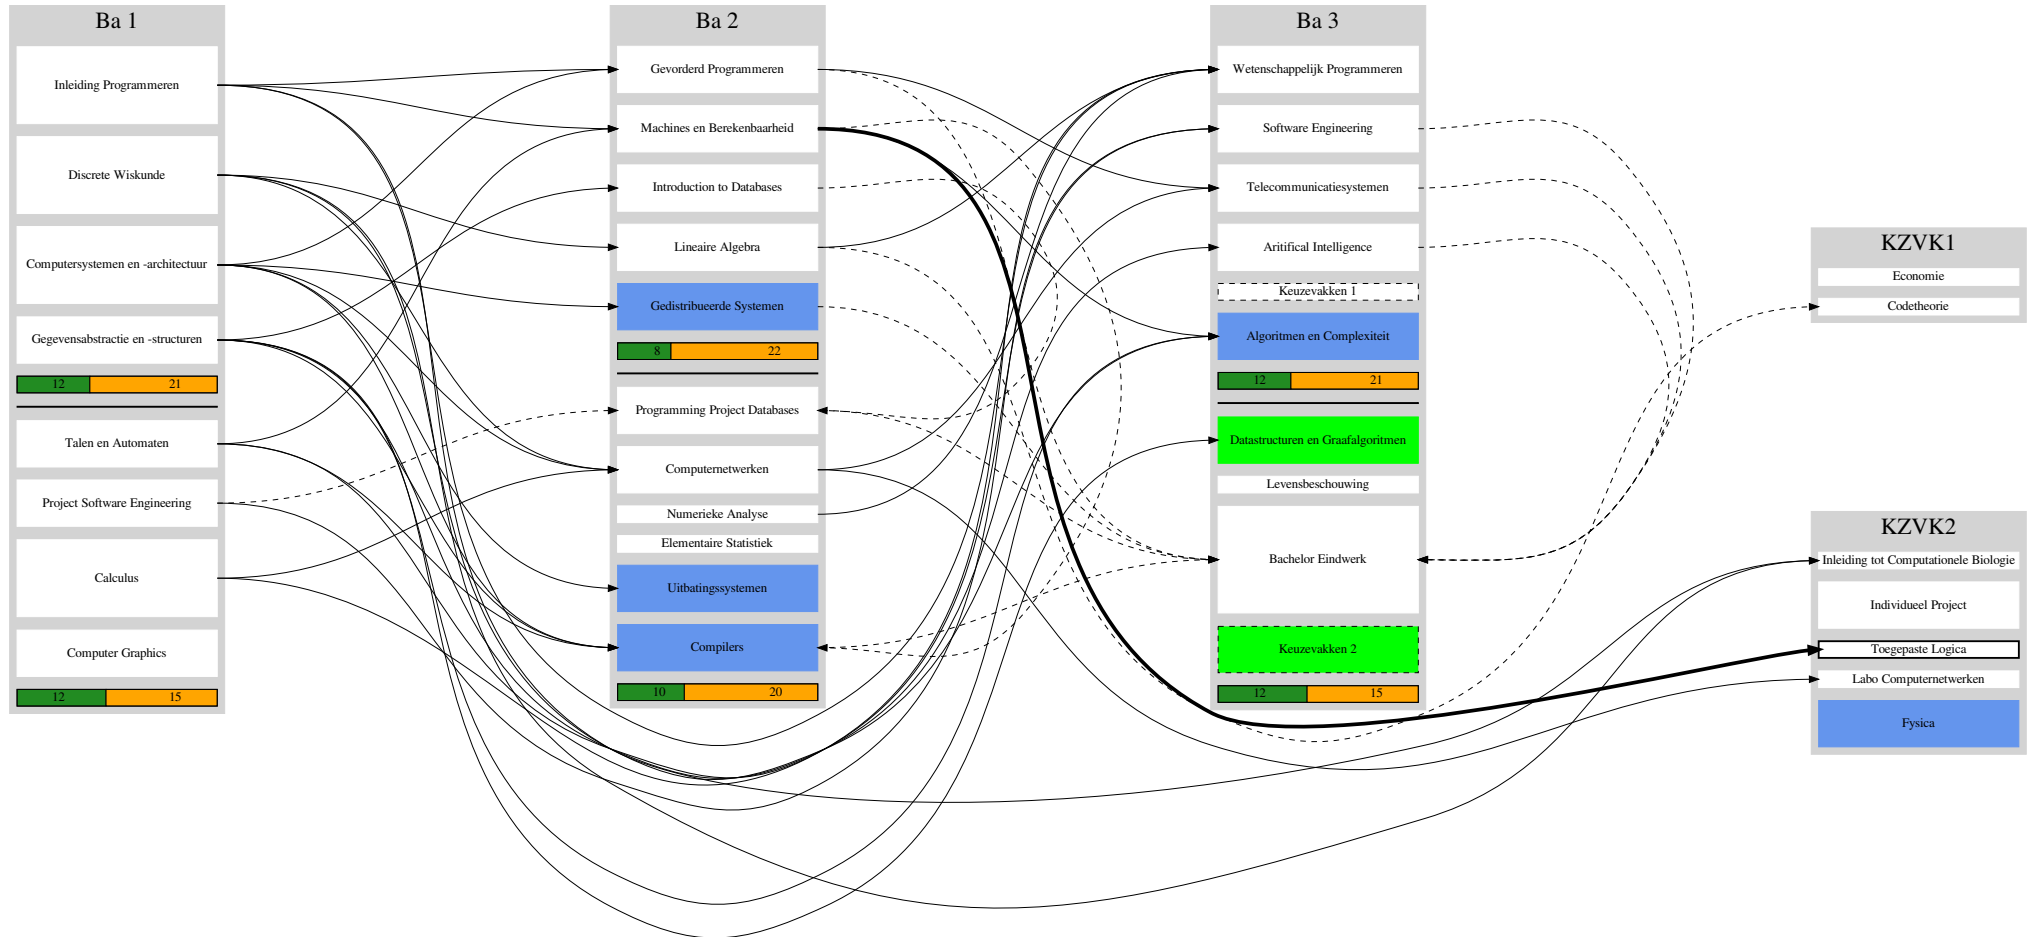 Ba 1
Inleiding Programmeren
Discrete Wiskunde
Computersystemen en -architectuur
Gegevensabstractie en -structuren
12 21
Talen en Automaten
Project Software Engineering
Calculus
Computer Graphics
12 15
Ba 2
Gevorderd Programmeren
Machines en Berekenbaarheid
Introduction to Databases
Lineaire Algebra
Gedistribueerde Systemen
8 22
Programming Project Databases
Computernetwerken
Numerieke Analyse
Elementaire Statistiek
Uitbatingssystemen
Compilers
10 20
Ba 3
Wetenschappelijk Programmeren
Software Engineering
Telecommunicatiesystemen
Aritifical Intelligence
Keuzevakken 1
Algoritmen en Complexiteit
12 21
Datastructuren en Graafalgoritmen
Levensbeschouwing
Bachelor Eindwerk
Keuzevakken 2
12 15
KZVK1
Economie
Codetheorie
KZVK2
Inleiding tot Computationele Biologie
Individueel Project
Toegepaste Logica
Labo Computernetwerken
Fysica